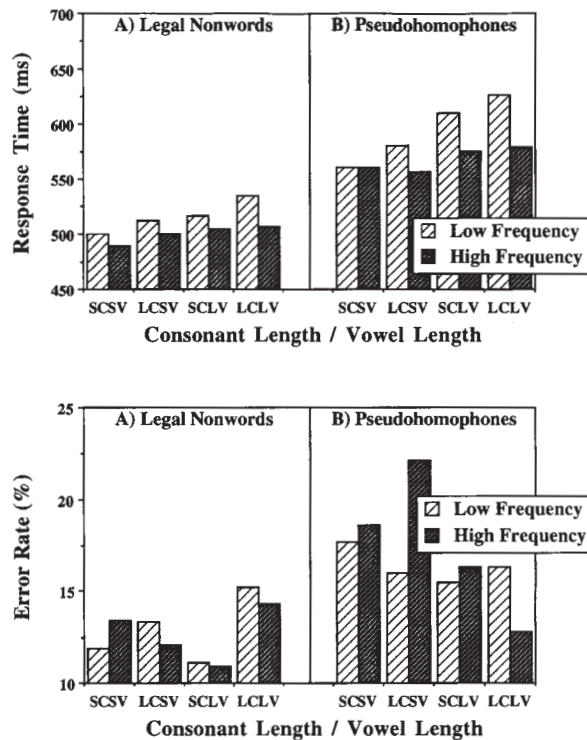 700
A) Legal Nonwords
B) Pseudohomophones
650
600
550
500
450
Response Time (ms)
Low Frequency
High Frequency
SCSV LCSV SCLV LCLV SCSV LCSV SCLV LCLV
Consonant Length / Vowel Length
25
A) Legal Nonwords
B) Pseudohomophones
20
15
10
Error Rate (%)
Low Frequency
High Frequency
SCSV LCSV SCLV LCLV SCSV LCSV SCLV LCLV
Consonant Length / Vowel Length